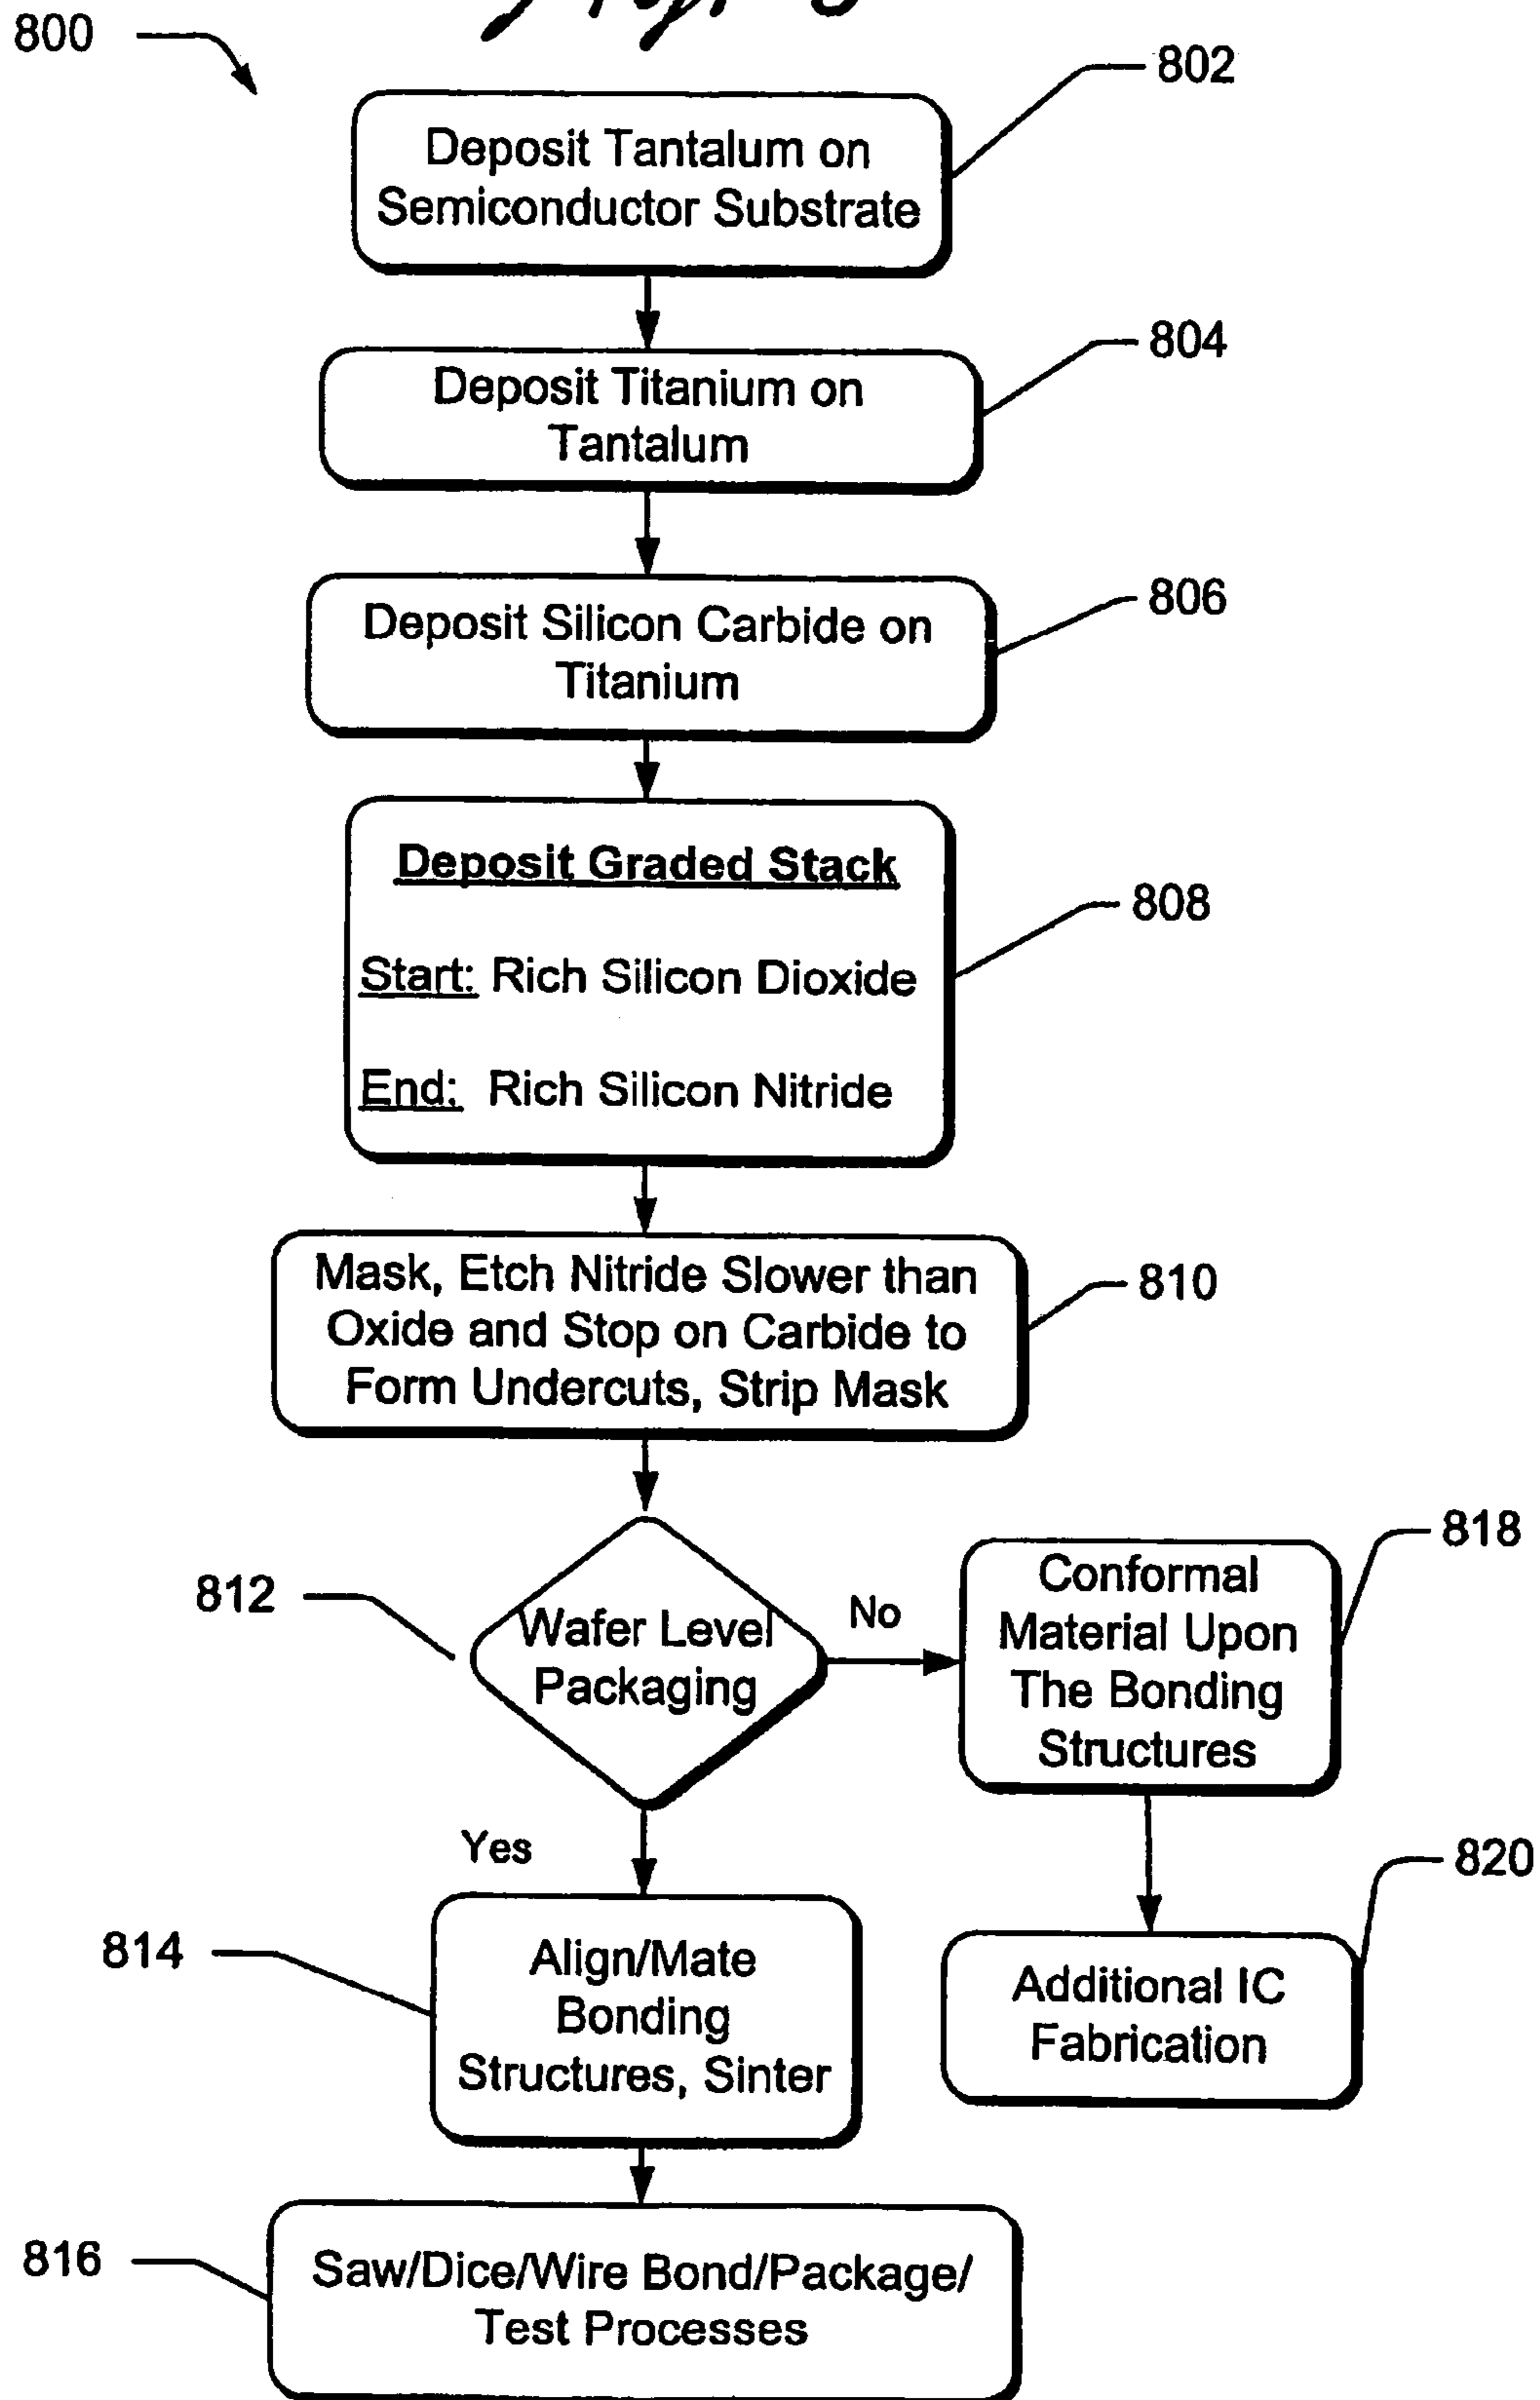 800
802
Deposit Tantalum on
Semiconductor Substrate
804
Deposit Titanium on
Tantalum
806
Deposit Silicon Carbide on
Titanium
808
Deposit Graded Stack
Start: Rich Silicon Dioxide
End: Rich Silicon Nitride
810
Mask, Etch Nitride Slower than
Oxide and Stop on Carbide to
Form Undercuts, Strip Mask
812
Wafer Level
Packaging
No
818
Conformal
Material Upon
The Bonding
Structures
Yes
820
Additional IC
Fabrication
814
Align/Mate
Bonding
Structures, Sinter
816
Saw/Dice/Wire Bond/Package/
Test Processes